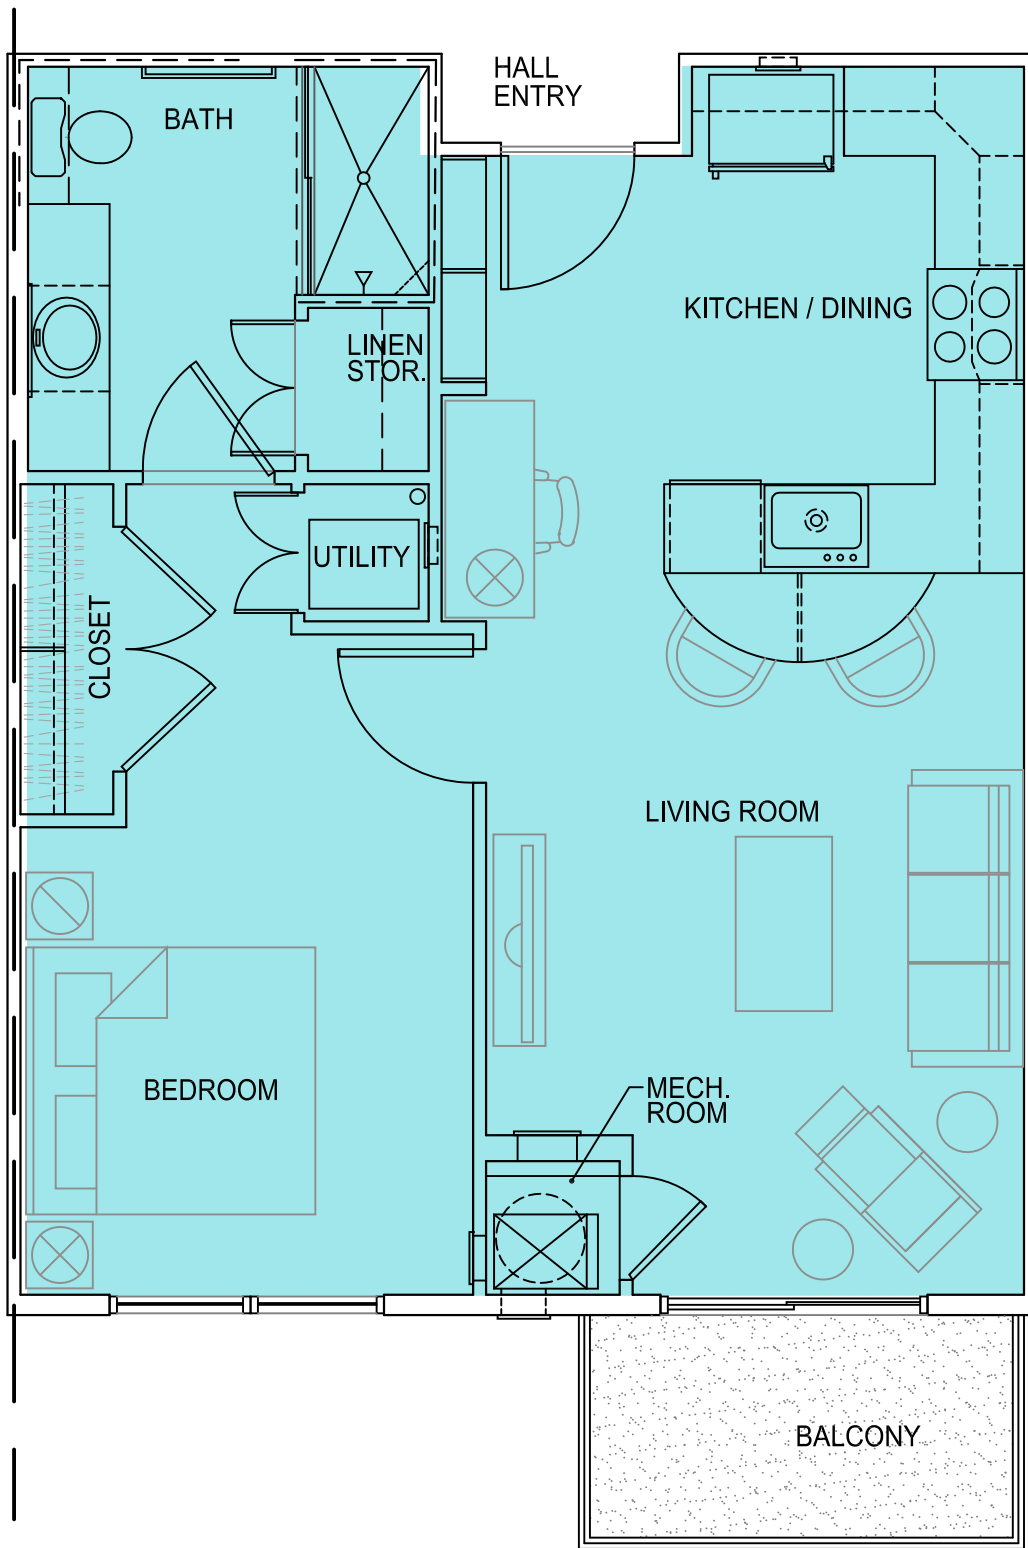 HALL
ENTRY
BATH
KITCHEN / DINING
LINEN
STOR.
UTILITY
CLOSET
LIVING ROOM
BEDROOM
MECH.
ROOM
BALCONY